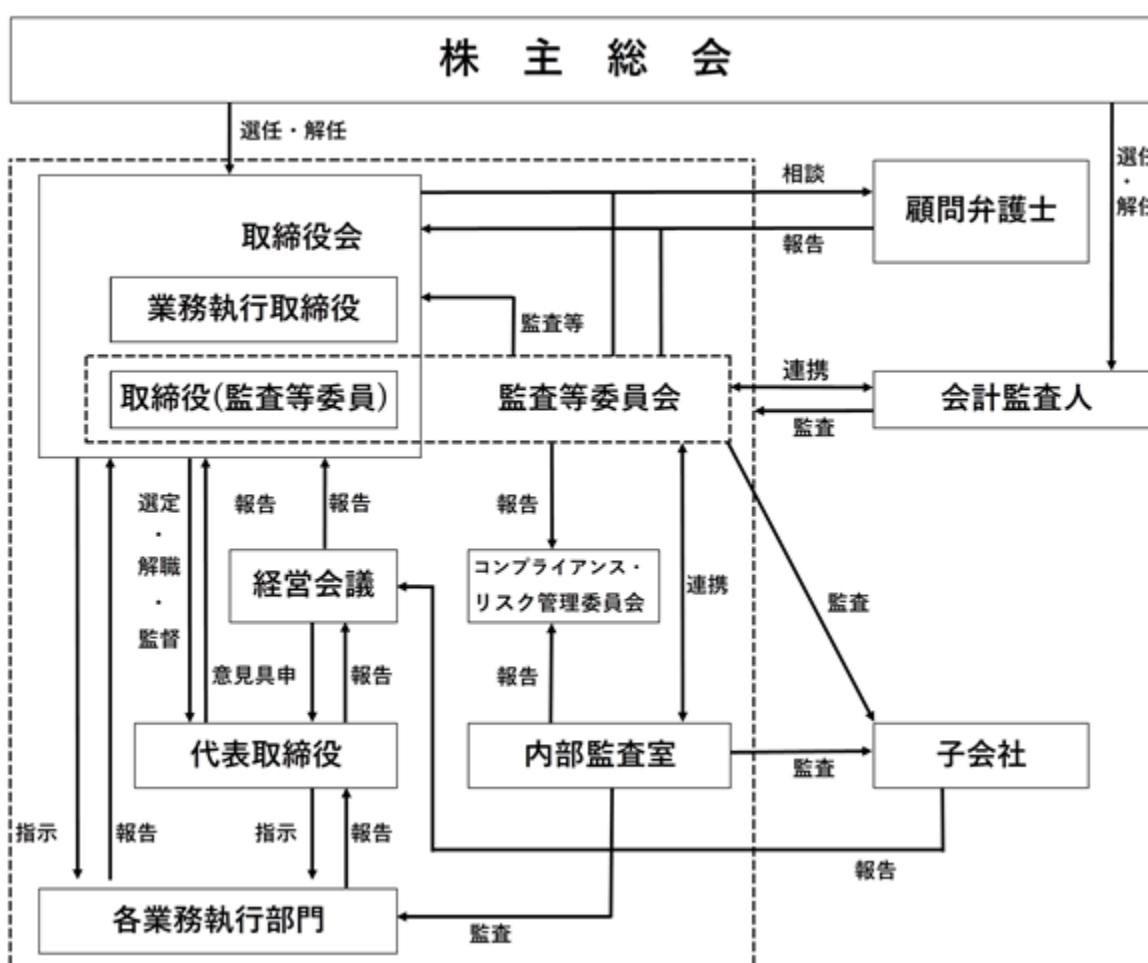 株 主 総 会
選任・解任
選任
・
解任
相談
顧問弁護士
取締役会
報告
業務執行取締役
監査等
取締役(監査等委員)
監査等委員会
連携
会計監査人
監査
選定
・
解職
・
監督
報告
報告
報告
経営会議
コンプライアンス・
リスク管理委員会
連携
監査
意見具申
報告
報告
代表取締役
内部監査室
監査
子会社
指示
報告
指示
報告
報告
各業務執行部門
監査